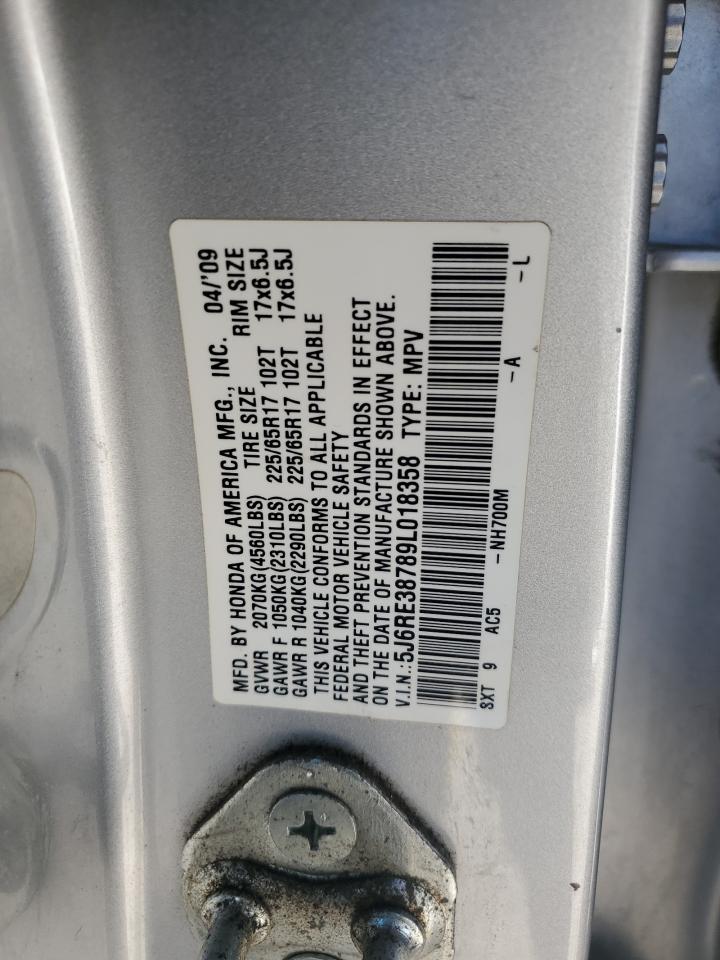 MFD. BY HONDA OF AMERICA MFG., INC. 04/'09
GVWR 2070KG(4560LBS) TIRE SIZE RIM SIZE
GAWR F 1050KG(2310LBS) 225/65R17 102T 17x6.5J
GAWR R 1040KG(2290LBS) 225/65R17 102T 17x6.5J
THIS VEHICLE CONFORMS TO ALL APPLICABLE
FEDERAL MOTOR VEHICLE SAFETY
AND THEFT PREVENTION STANDARDS IN EFFECT
ON THE DATE OF MANUFACTURE SHOWN ABOVE.
V.I.N.:5J6RE38789L018358 TYPE: MPV
SXT 9 AC5 -NH700M -A -L